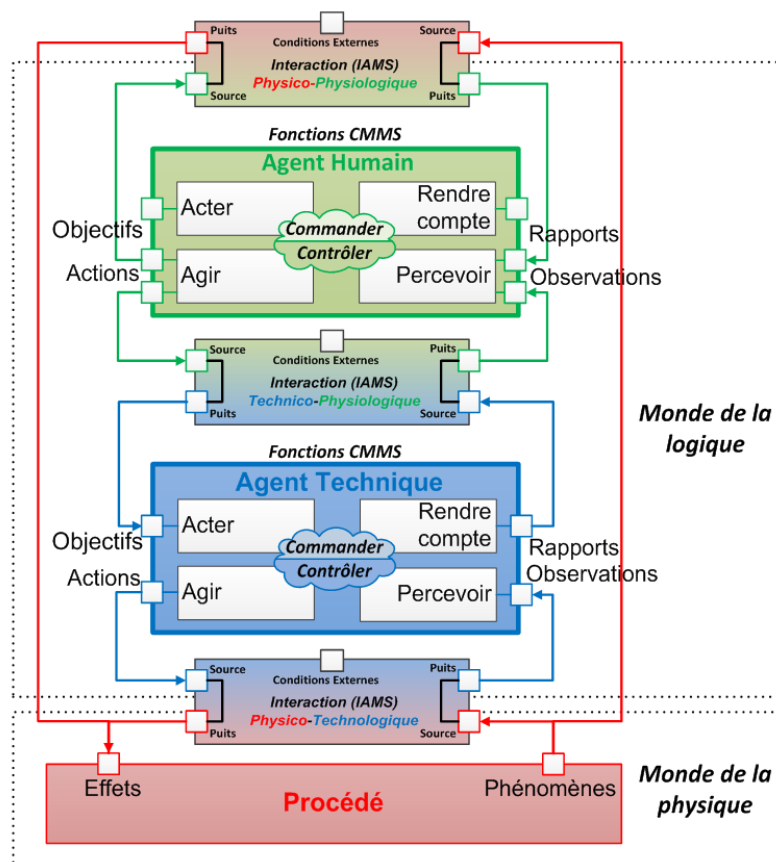 Puits
Source
Conditions Externes
Interaction (IAMS)
Physico-Physiologique
Source
Puits
Fonctions CMMS
Agent Humain
Acter
Rendre
compte
Objectifs
Commander
Rapports
Contrôler
Actions
Agir
Percevoir
Observations
Source
Puits
Conditions Externes
Interaction (IAMS)
Technico-Physiologique
Puits
Source
Monde de la
logique
Fonctions CMMS
Agent Technique
Acter
Rendre
compte
Objectifs
Commander
Rapports
Contrôler
Actions
Agir
Percevoir
Observations
Source
Puits
Conditions Externes
Interaction (IAMS)
Physico-Technologique
Puits
Source
Effets
Procédé
Phénomènes
Monde de la
physique